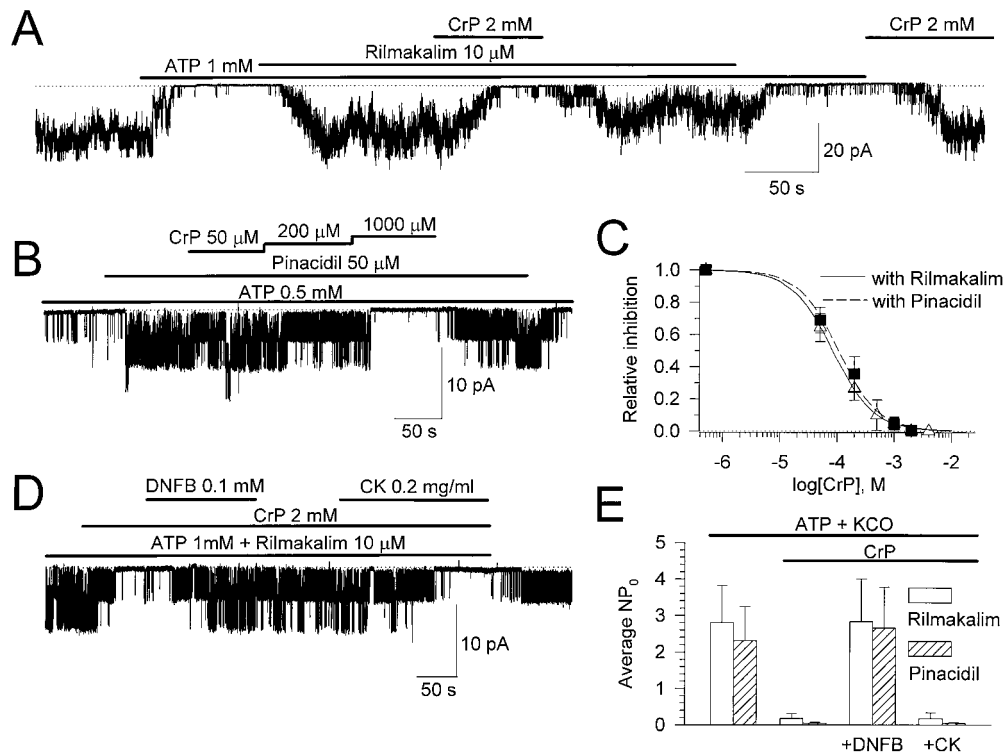 A
CrP 2 mM
CrP 2 mM
Rilmakalim 10 μM
ATP 1 mM
20 pA
50 s
B
CrP 50 μM
200 μM
1000 μM
Pinacidil 50 μM
ATP 0.5 mM
10 pA
50 s
C
with Rilmakalim
with Pinacidil
Relative inhibition
1.0
0.8
0.6
0.4
0.2
0.0
-6 -5 -4 -3 -2
log[CrP], M
D
DNFB 0.1 mM
CK 0.2 mg/ml
CrP 2 mM
ATP 1mM + Rilmakalim 10 μM
10 pA
50 s
E
ATP + KCO
CrP
Average NP0
5
4
3
2
1
0
Rilmakalim
Pinacidil
+DNFB +CK